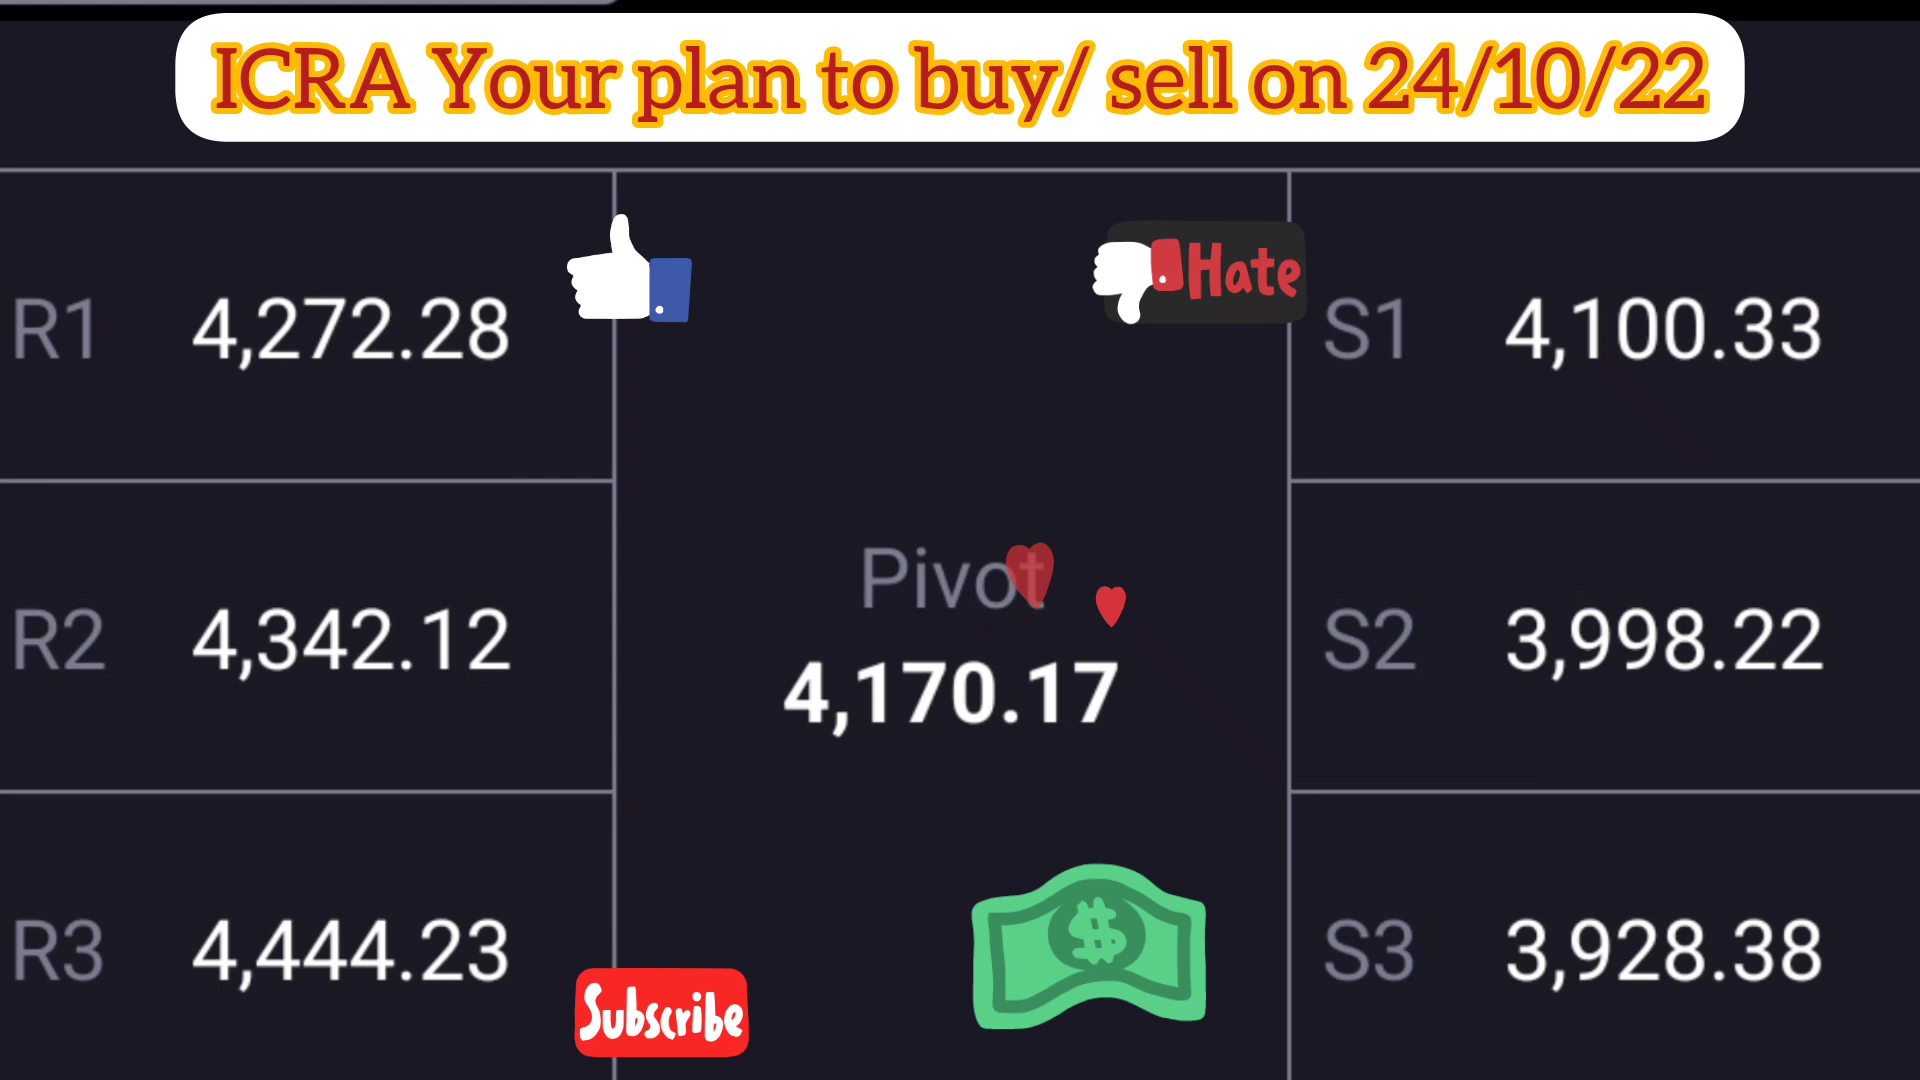 ICRA Your plan to buy/ sell on 24/10/22
Hate
R1 4,272.28
S1 4,100.33
Pivot
4,170.17
R2 4,342.12
S2 3,998.22
R3 4,444.23
S3 3,928.38
$
Subscribe